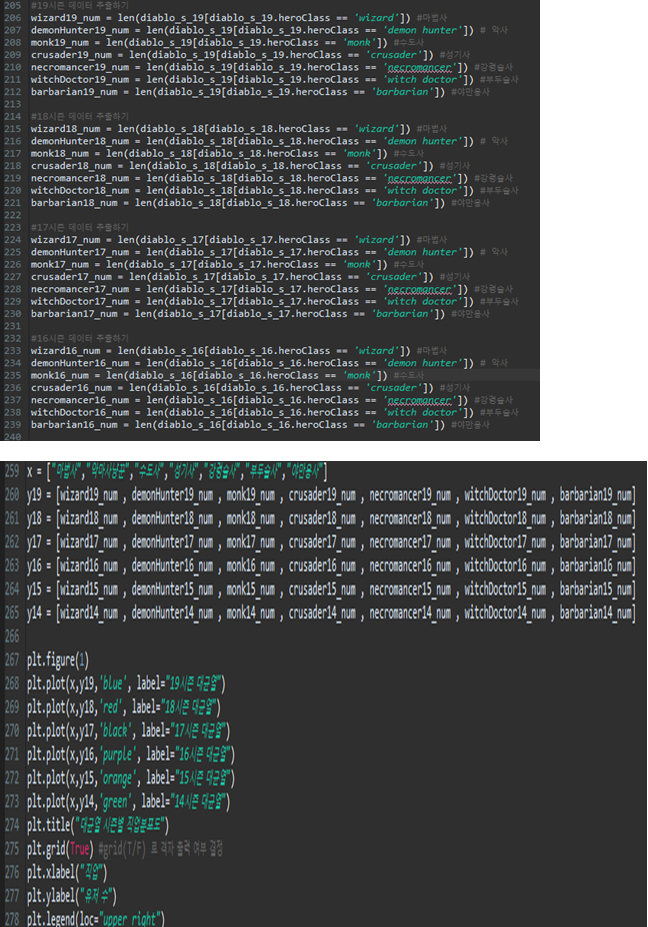 205 #19시즌 데이터 추출하기
206 wizard19_num = len(diablo_s_19[diablo_s_19.heroClass == 'wizard']) #마법사
207 demonHunter19_num = len(diablo_s_19[diablo_s_19.heroClass == 'demon hunter']) # 악사
208 monk19_num = len(diablo_s_19[diablo_s_19.heroClass == 'monk']) #수도사
209 crusader19_num = len(diablo_s_19[diablo_s_19.heroClass == 'crusader']) #성기사
210 necromancer19_num = len(diablo_s_19[diablo_s_19.heroClass == 'necromancer']) #강령술사
211 witchDoctor19_num = len(diablo_s_19[diablo_s_19.heroClass == 'witch doctor']) #부두술사
212 barbarian19_num = len(diablo_s_19[diablo_s_19.heroClass == 'barbarian']) #야만용사
213
214 #18시즌 데이터 추출하기
215 wizard18_num = len(diablo_s_18[diablo_s_18.heroClass == 'wizard']) #마법사
216 demonHunter18_num = len(diablo_s_18[diablo_s_18.heroClass == 'demon hunter']) # 악사
217 monk18_num = len(diablo_s_18[diablo_s_18.heroClass == 'monk']) #수도사
218 crusader18_num = len(diablo_s_18[diablo_s_18.heroClass == 'crusader']) #성기사
219 necromancer18_num = len(diablo_s_18[diablo_s_18.heroClass == 'necromancer']) #강령술사
220 witchDoctor18_num = len(diablo_s_18[diablo_s_18.heroClass == 'witch doctor']) #부두술사
221 barbarian18_num = len(diablo_s_18[diablo_s_18.heroClass == 'barbarian']) #야만용사
222
223 #17시즌 데이터 추출하기
224 wizard17_num = len(diablo_s_17[diablo_s_17.heroClass == 'wizard']) #마법사
225 demonHunter17_num = len(diablo_s_17[diablo_s_17.heroClass == 'demon hunter']) # 악사
226 monk17_num = len(diablo_s_17[diablo_s_17.heroClass == 'monk']) #수도사
227 crusader17_num = len(diablo_s_17[diablo_s_17.heroClass == 'crusader']) #성기사
228 necromancer17_num = len(diablo_s_17[diablo_s_17.heroClass == 'necromancer']) #강령술사
229 witchDoctor17_num = len(diablo_s_17[diablo_s_17.heroClass == 'witch doctor']) #부두술사
230 barbarian17_num = len(diablo_s_17[diablo_s_17.heroClass == 'barbarian']) #야만용사
231
232 #16시즌 데이터 추출하기
233 wizard16_num = len(diablo_s_16[diablo_s_16.heroClass == 'wizard']) #마법사
234 demonHunter16_num = len(diablo_s_16[diablo_s_16.heroClass == 'demon hunter']) # 악사
235 monk16_num = len(diablo_s_16[diablo_s_16.heroClass == 'monk']) #수도사
236 crusader16_num = len(diablo_s_16[diablo_s_16.heroClass == 'crusader']) #성기사
237 necromancer16_num = len(diablo_s_16[diablo_s_16.heroClass == 'necromancer']) #강령술사
238 witchDoctor16_num = len(diablo_s_16[diablo_s_16.heroClass == 'witch doctor']) #부두술사
239 barbarian16_num = len(diablo_s_16[diablo_s_16.heroClass == 'barbarian']) #야만용사
240
259 x = ["마법사","악마사냥꾼","수도사","성기사","강령술사","부두술사","야만용사"]
260 y19 = [wizard19_num , demonHunter19_num , monk19_num , crusader19_num , necromancer19_num , witchDoctor19_num , barbarian19_num]
261 y18 = [wizard18_num , demonHunter18_num , monk18_num , crusader18_num , necromancer18_num , witchDoctor18_num , barbarian18_num]
262 y17 = [wizard17_num , demonHunter17_num , monk17_num , crusader17_num , necromancer17_num , witchDoctor17_num , barbarian17_num]
263 y16 = [wizard16_num , demonHunter16_num , monk16_num , crusader16_num , necromancer16_num , witchDoctor16_num , barbarian16_num]
264 y15 = [wizard15_num , demonHunter15_num , monk15_num , crusader15_num , necromancer15_num , witchDoctor15_num , barbarian15_num]
265 y14 = [wizard14_num , demonHunter14_num , monk14_num , crusader14_num , necromancer14_num , witchDoctor14_num , barbarian14_num]
266
267 plt.figure(1)
268 plt.plot(x,y19,'blue', label="19시즌 대균열")
269 plt.plot(x,y18,'red', label="18시즌 대균열")
270 plt.plot(x,y17,'black', label="17시즌 대균열")
271 plt.plot(x,y16,'purple', label="16시즌 대균열")
272 plt.plot(x,y15,'orange', label="15시즌 대균열")
273 plt.plot(x,y14,'green', label="14시즌 대균열")
274 plt.title("대균열 시즌별 직업분포도")
275 plt.grid(True) #grid(T/F) 로 격자 출력 여부 결정
276 plt.xlabel("직업")
277 plt.ylabel("유저 수")
278 plt.legend(loc="upper right")